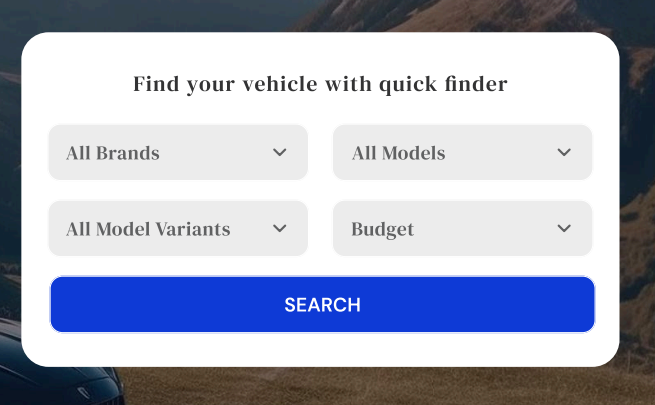 Find your vehicle with quick finder
All Brands
All Models
All Model Variants
Budget
SEARCH